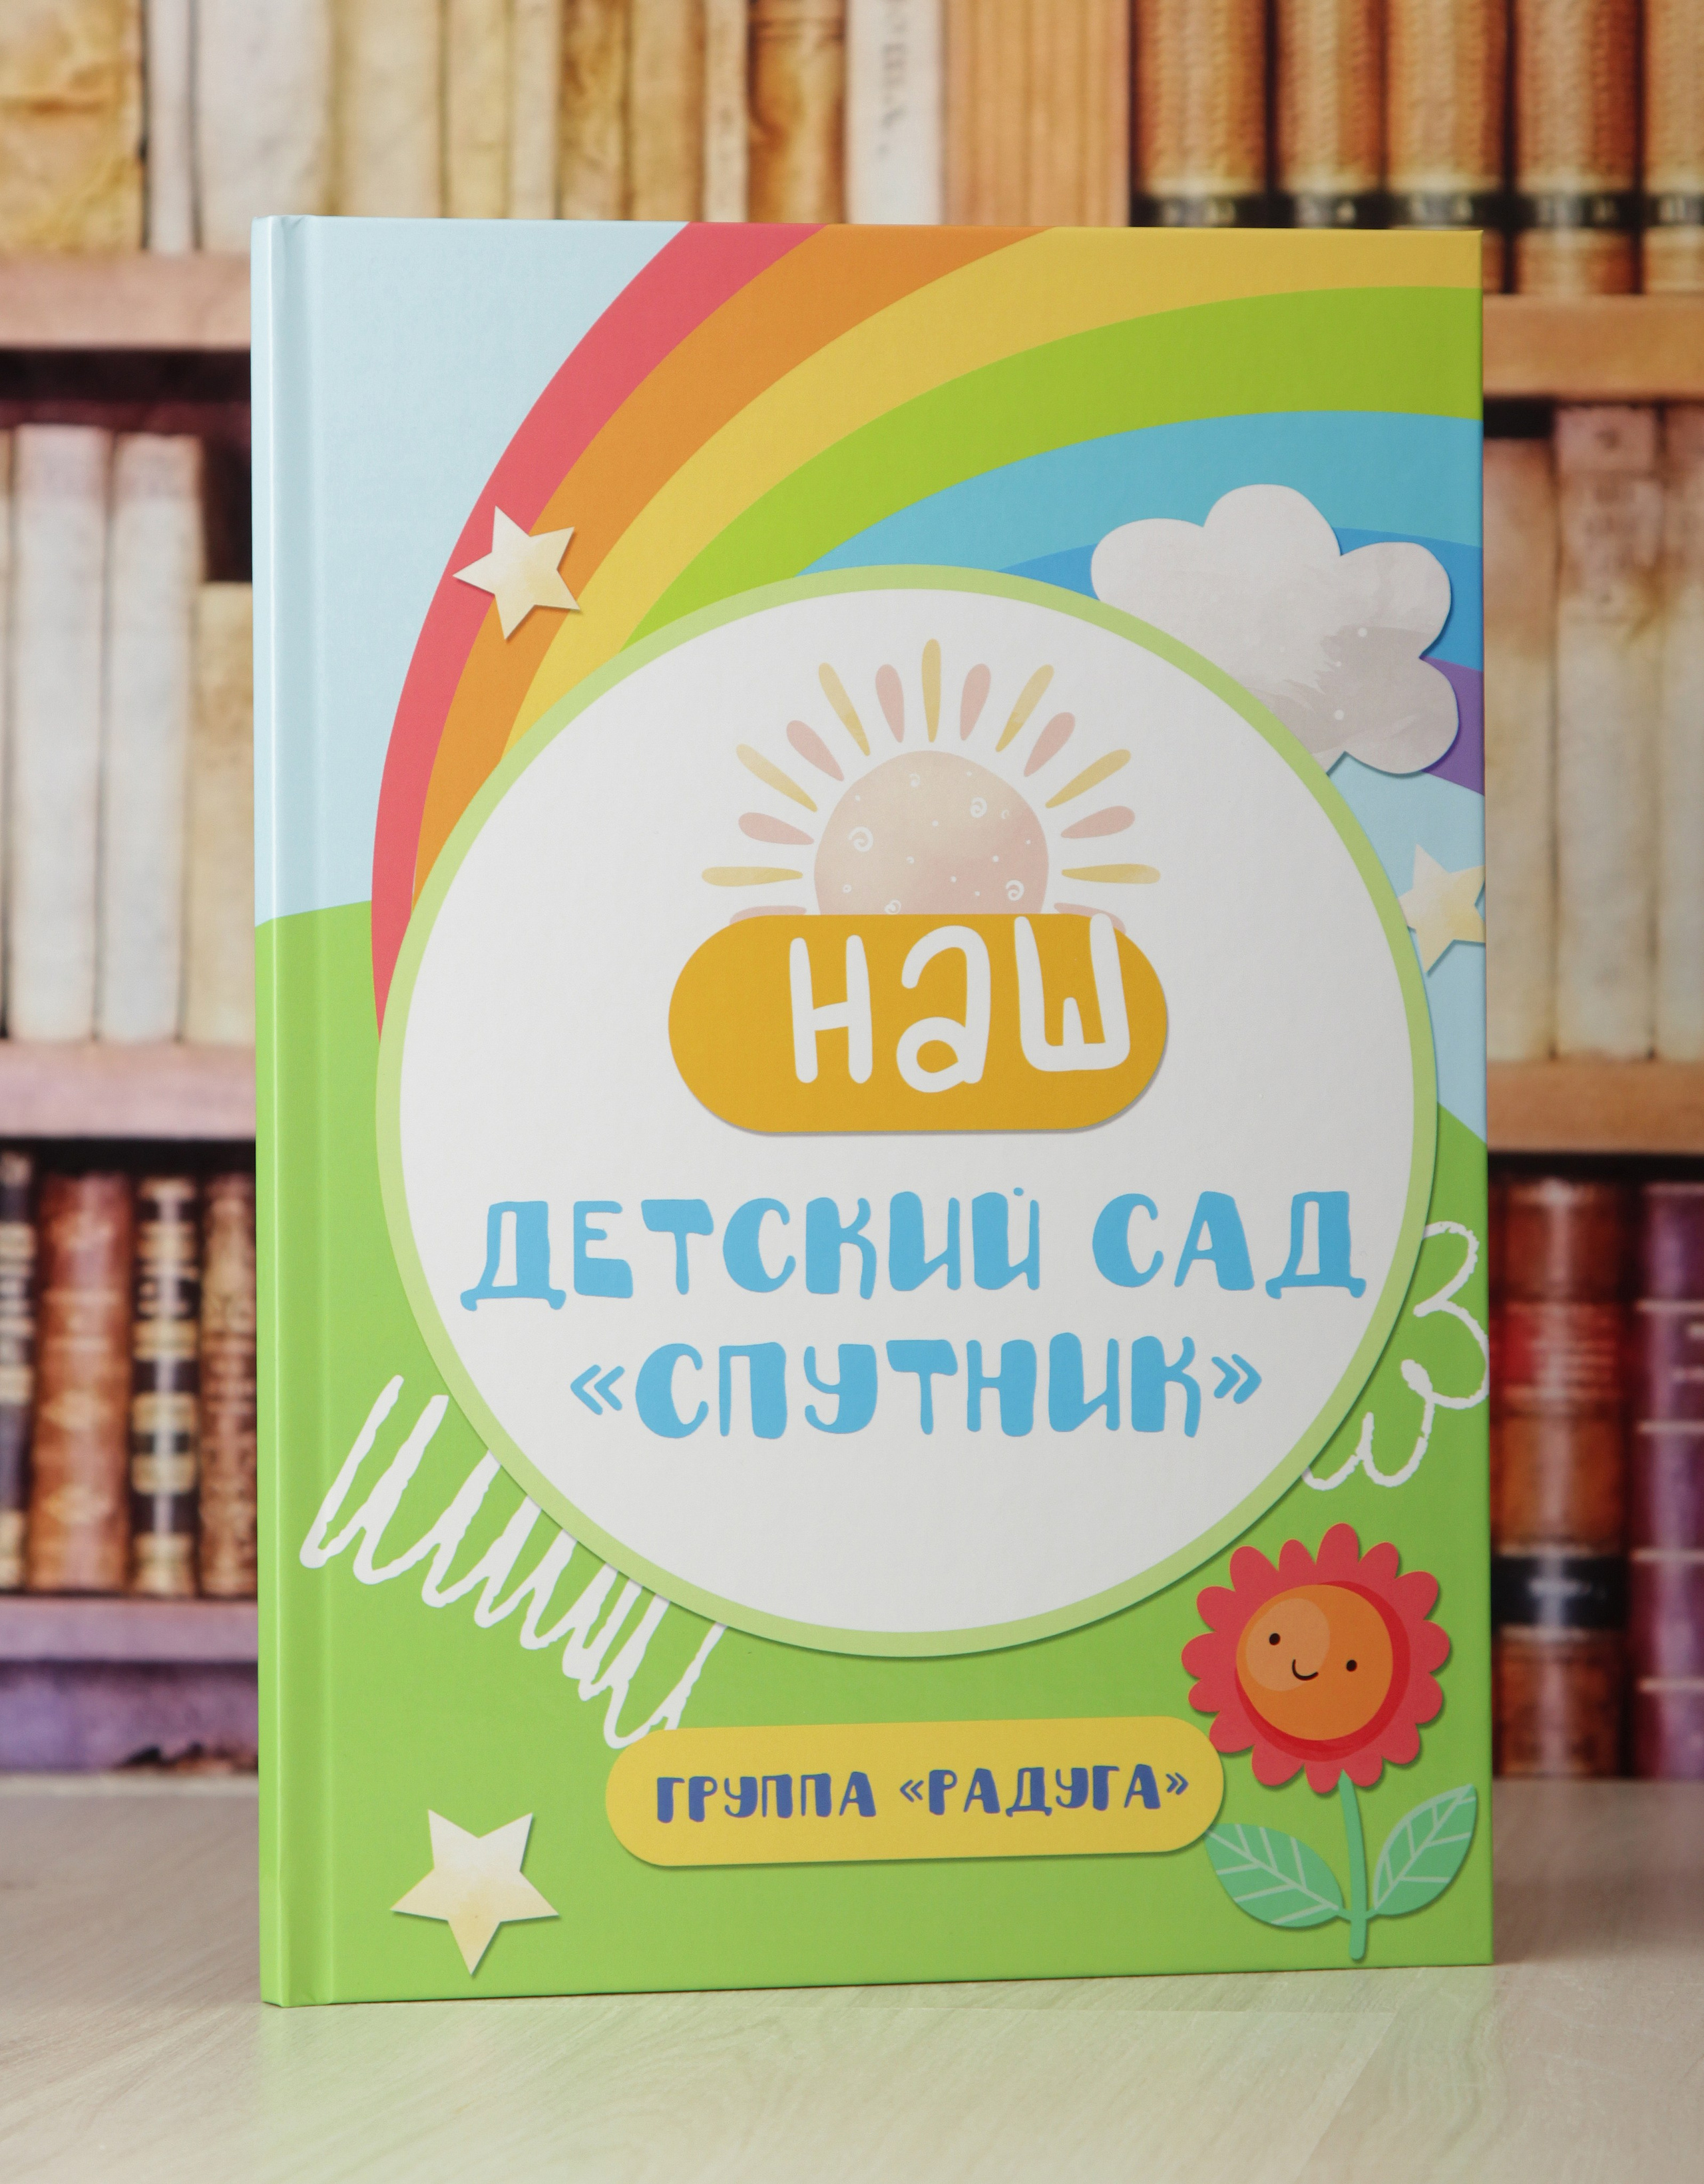 наш
ДЕТСКИЙ САД
«СПУТНИК»
ГРУППА «РАДУГА»